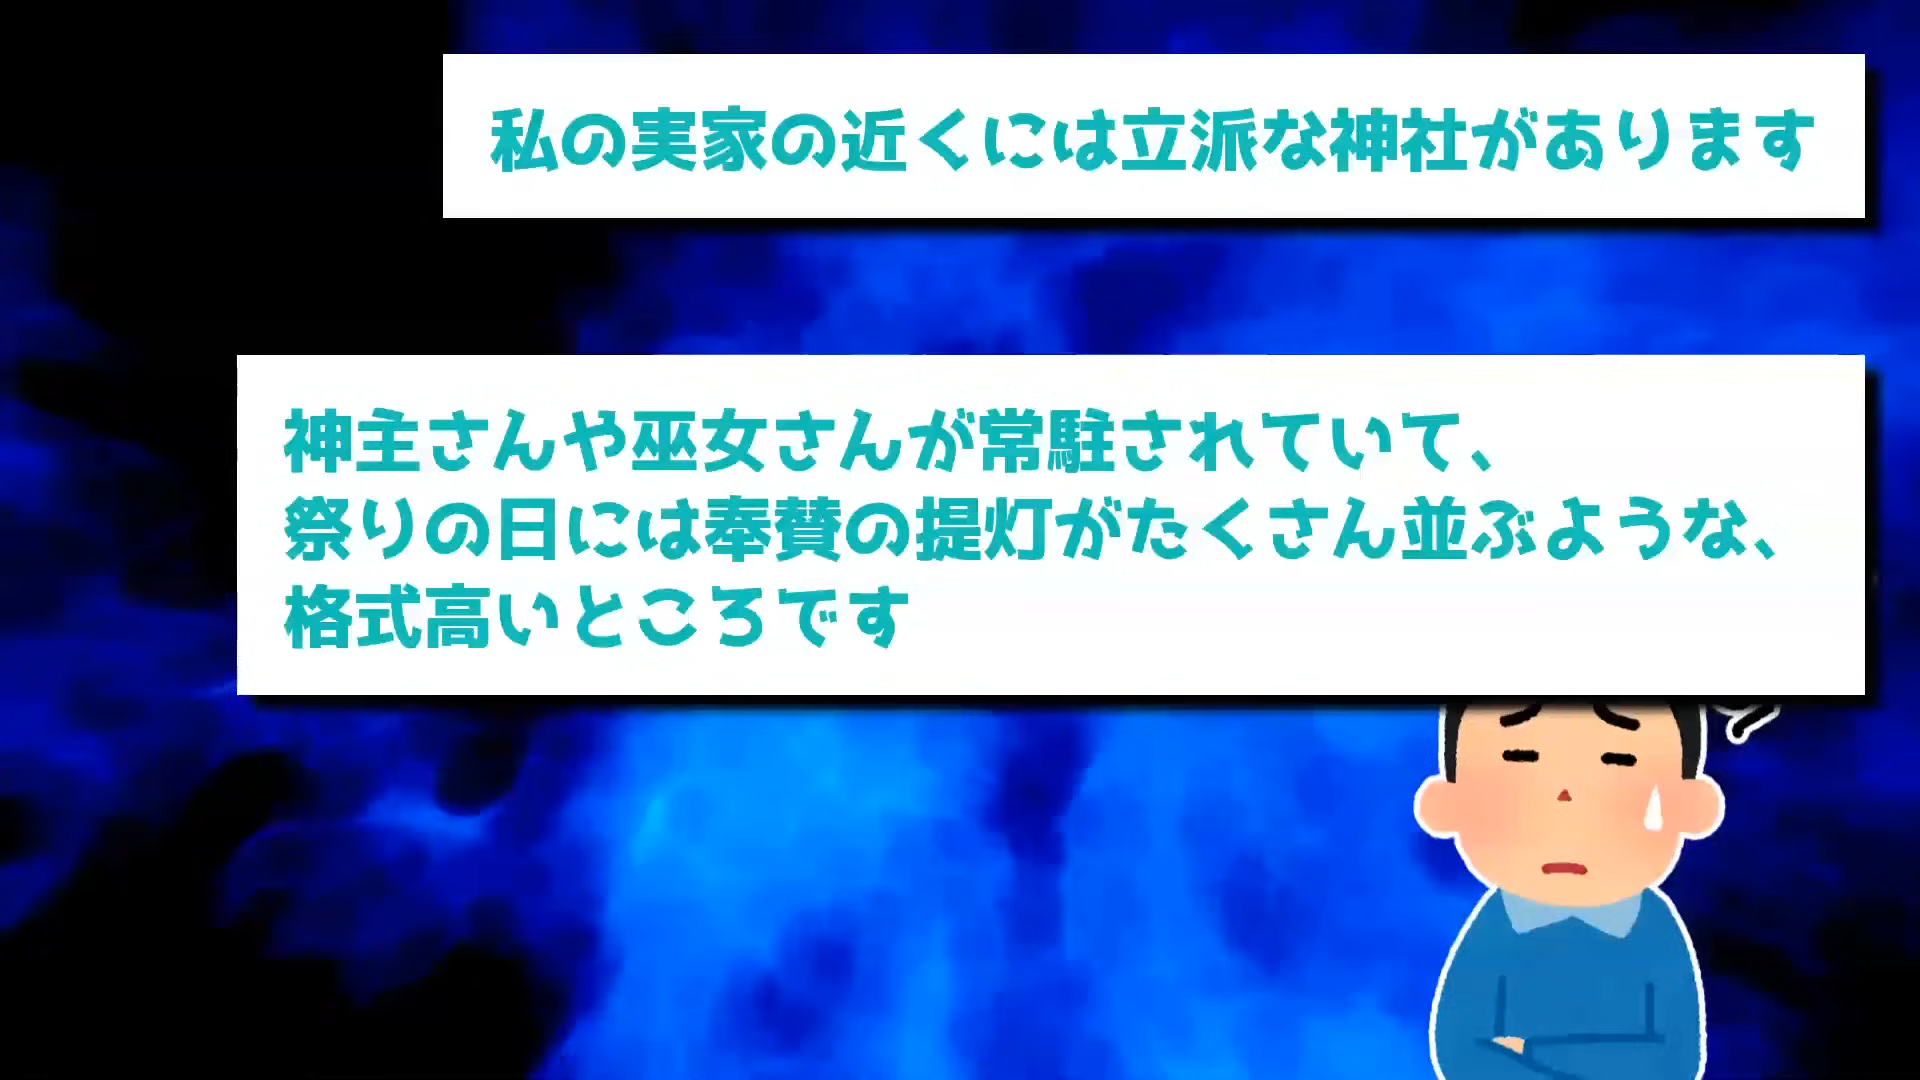 私の実家の近くには立派な神社があります
神主さんや巫女さんが常駐されていて、
祭りの日には奉賛の提灯がたくさん並ぶような、
格式高いところです